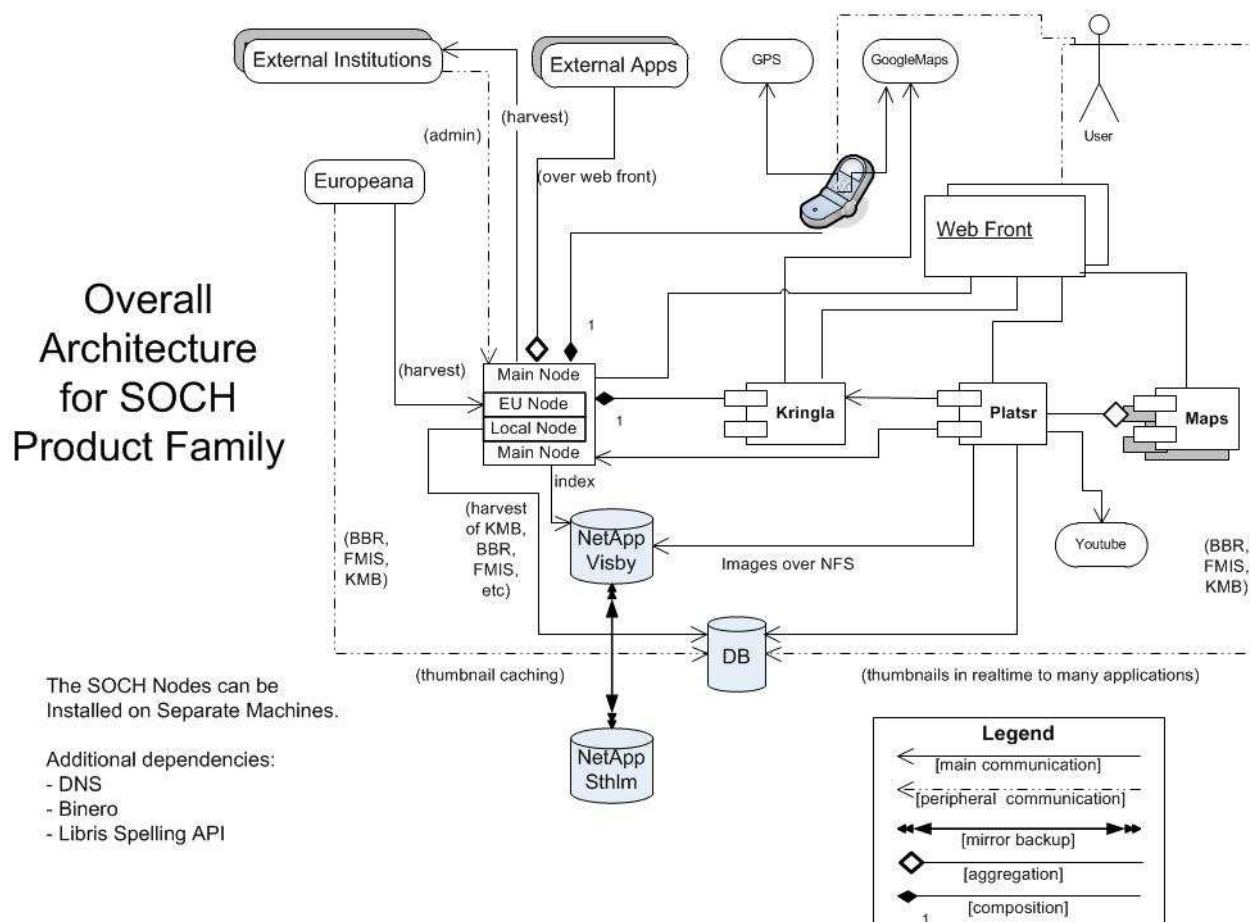 External Institutions
External Apps
GPS
GoogleMaps
User
(harvest)
(admin)
(over web front)
Europeana
Web Front
Overall
Architecture
for SOCH
Product Family
1
(harvest)
Main Node
EU Node
Local Node
Main Node
1
Kringla
Platsr
Maps
index
(harvest
of KMB,
BBR,
FMIS,
etc)
(BBR,
FMIS,
KMB)
NetApp
Visby
Images over NFS
Youtube
(BBR,
FMIS,
KMB)
DB
(thumbnail caching)
(thumbnails in realtime to many applications)
The SOCH Nodes can be
Installed on Separate Machines.
Additional dependencies:
- DNS
- Binero
- Libris Spelling API
NetApp
Sthlm
Legend
[main communication]
[peripheral communication]
[mirror backup]
[aggregation]
[composition]
1